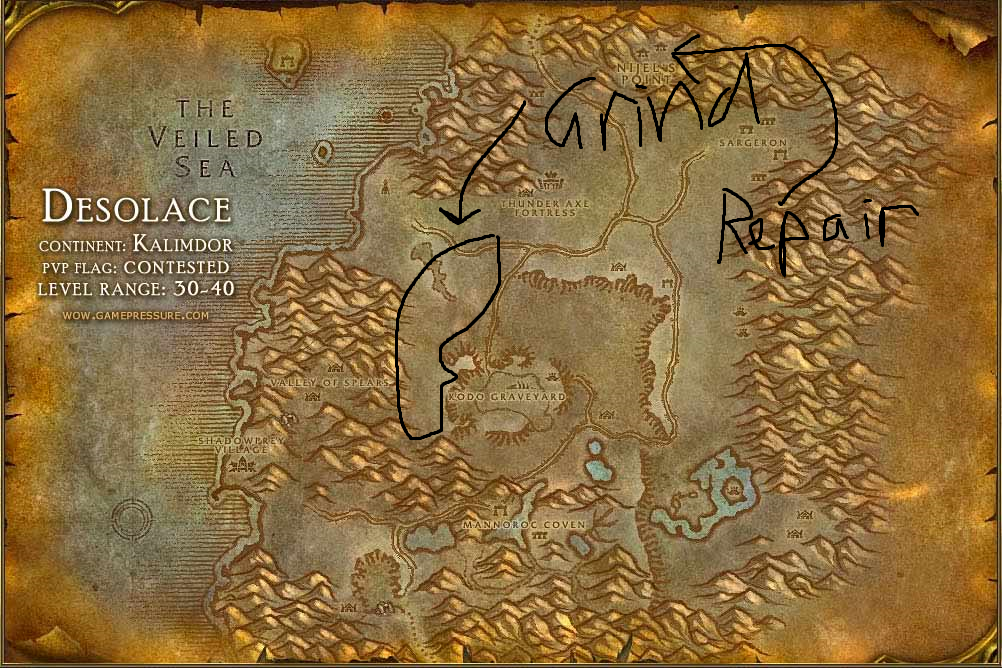 THE
VEILED
SEA
DESOLACE
CONTINENT: KALIMDOR
PVP FLAG: CONTESTED
LEVEL RANGE: 30-40
WOW.GAMEPRESSURE.COM
NIJEL'S
POINT
Grind
SARGERON
THUNDER AXE
FORTRESS
Repair
VALLEY OF SPEARS
KODO GRAVEYARD
SHADOWPREY
VILLAGE
MANNOROC COVEN